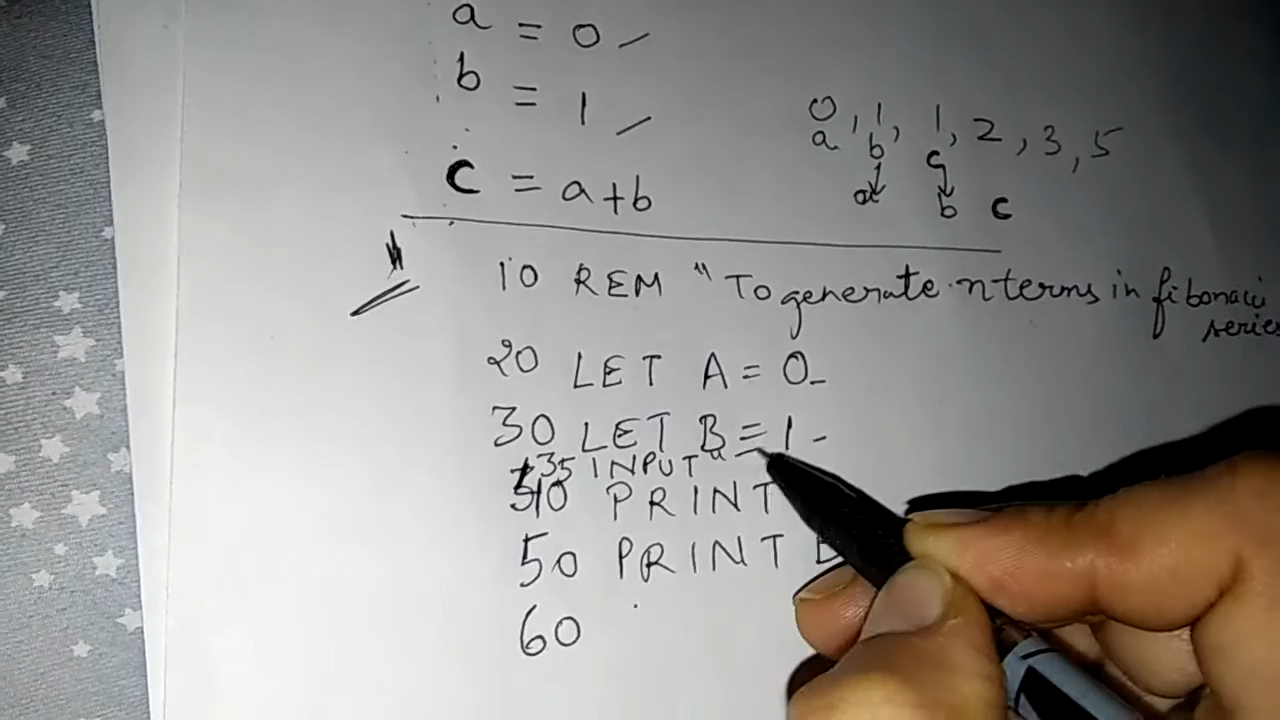 a = 0
b = 1
c = a+b
0, 1, 1, 2, 3, 5
a b c
a b c
10 REM "To generate n terms in fibonacci
series
20 LET A = 0
30 LET B = 1
35 INPUT "
40 PRINT
50 PRINT B
60